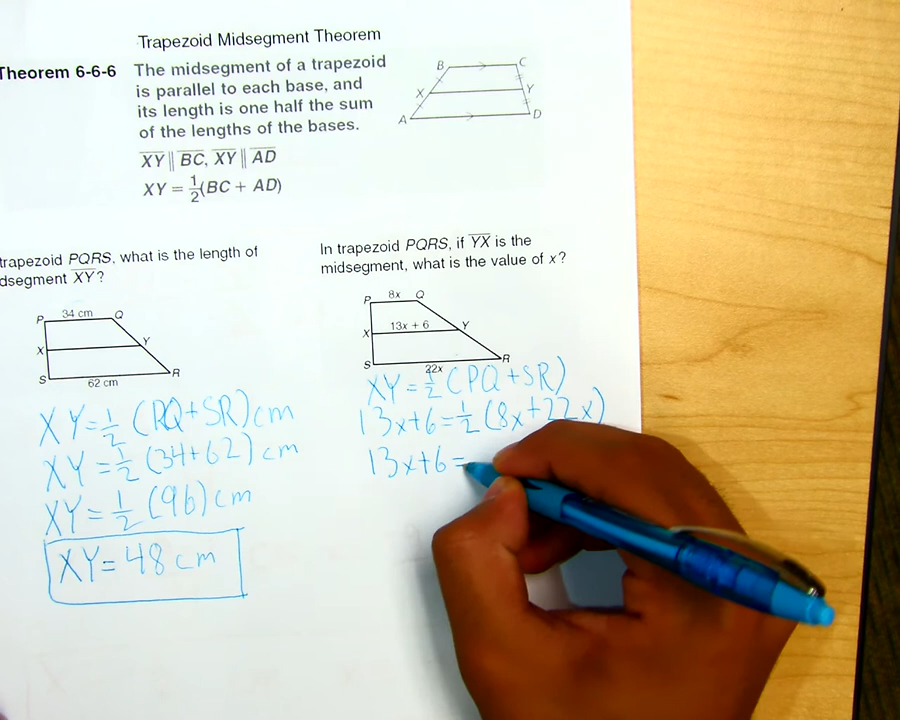 Trapezoid Midsegment Theorem
Theorem 6-6-6
The midsegment of a trapezoid
is parallel to each base, and
its length is one half the sum
of the lengths of the bases.
XY ∥ BC, XY ∥ AD
XY = 1/2(BC + AD)
B C
X Y
A D
trapezoid PQRS, what is the length of
dsegment XY?
P 34 cm Q
X Y
S 62 cm R
XY = 1/2 (PQ + SR) cm
XY = 1/2 (34 + 62) cm
XY = 1/2 (96) cm
XY = 48 cm
In trapezoid PQRS, if YX is the
midsegment, what is the value of x?
P 8x Q
X 13x + 6 Y
S 22x R
XY = 1/2 (PQ + SR)
13x + 6 = 1/2 (8x + 22x)
13x + 6 =